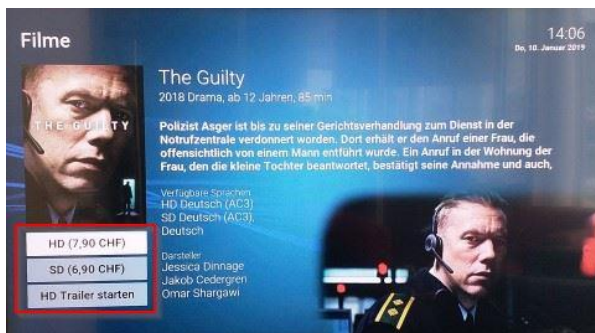 Filme
14:06
Do, 10. Januar 2019
THE GUILTY
The Guilty
2018 Drama, ab 12 Jahren, 85 min
Polizist Asger ist bis zu seiner Gerichtsverhandlung zum Dienst in der
Notrufzentrale verdonnert worden. Dort erhält er den Anruf einer Frau, die
offensichtlich von einem Mann entführt wurde. Ein Anruf in der Wohnung der
Frau, den die kleine Tochter beantwortet, bestätigt seine Annahme und auch,
Verfügbare Sprachen
HD Deutsch (AC3)
SD Deutsch (AC3),
Deutsch
Darsteller
Jessica Dinnage
Jakob Cedergren
Omar Shargawi
HD (7,90 CHF)
SD (6,90 CHF)
HD Trailer starten